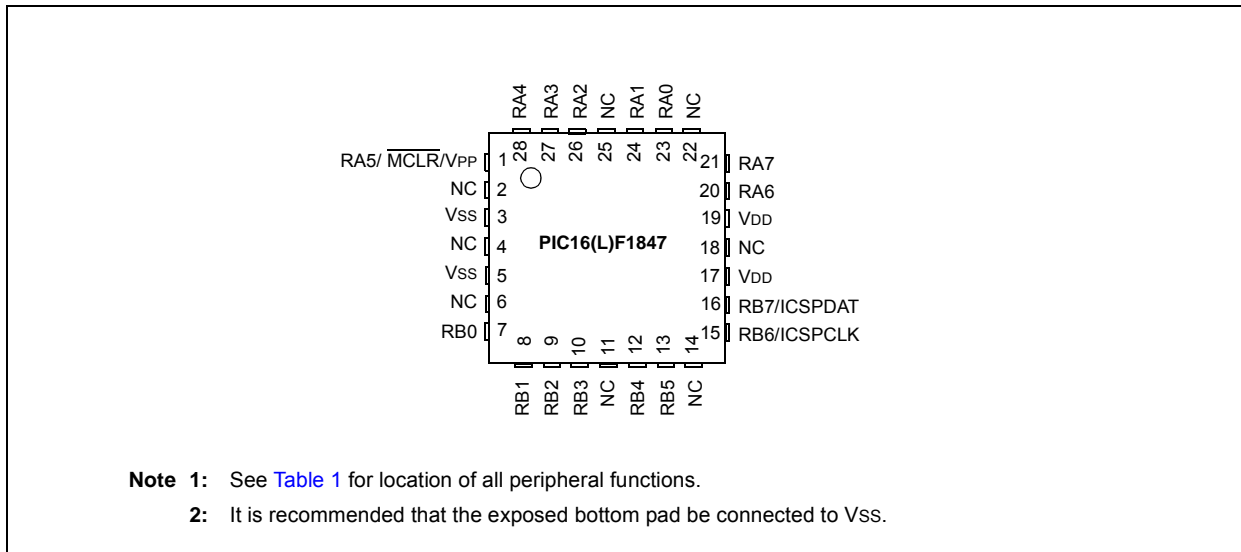 RA4 RA3 RA2 NC RA1 RA0 NC
28 27 26 25 24 23 22
RA5/ MCLR/VPP 1 21 RA7
NC 2 20 RA6
VSS 3 19 VDD
NC 4 PIC16(L)F1847 18 NC
VSS 5 17 VDD
NC 6 16 RB7/ICSPDAT
RB0 7 15 RB6/ICSPCLK
8 9 10 11 12 13 14
RB1 RB2 RB3 NC RB4 RB5 NC
Note 1: See Table 1 for location of all peripheral functions.
2: It is recommended that the exposed bottom pad be connected to VSS.